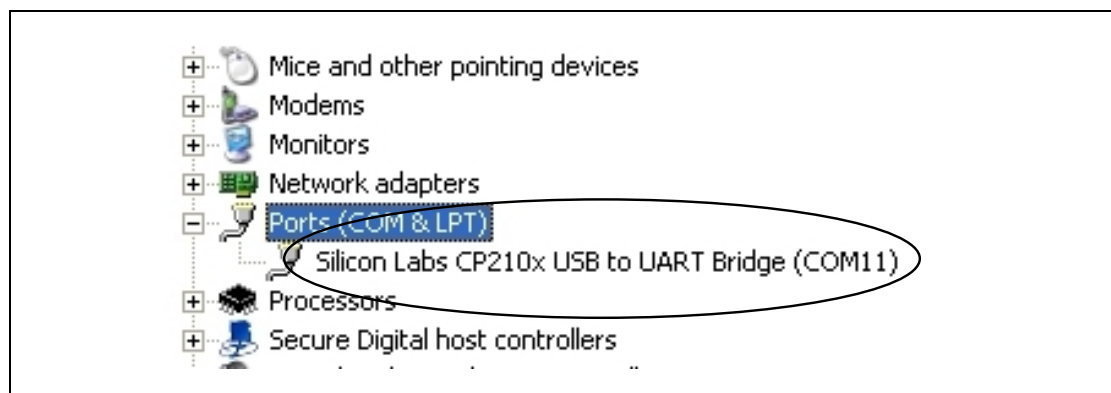 Mice and other pointing devices
Modems
Monitors
Network adapters
Ports (COM & LPT)
Silicon Labs CP210x USB to UART Bridge (COM11)
Processors
Secure Digital host controllers